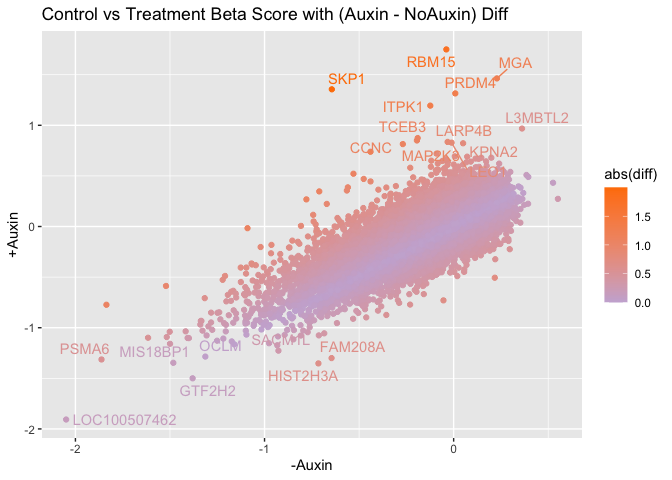 Control vs Treatment Beta Score with (Auxin - NoAuxin) Diff
RBM15
MGA
SKP1
PRDM4
ITPK1
L3MBTL2
TCEB3
LARP4B
CCNC
KPNA2
abs(diff)
1.5
1.0
0.5
0.0
1
0
-1
-2
+Auxin
PSMA6
MIS18BP1
OCLM
SACM1L
FAM208A
HIST2H3A
GTF2H2
LOC100507462
-2
-1
0
-Auxin